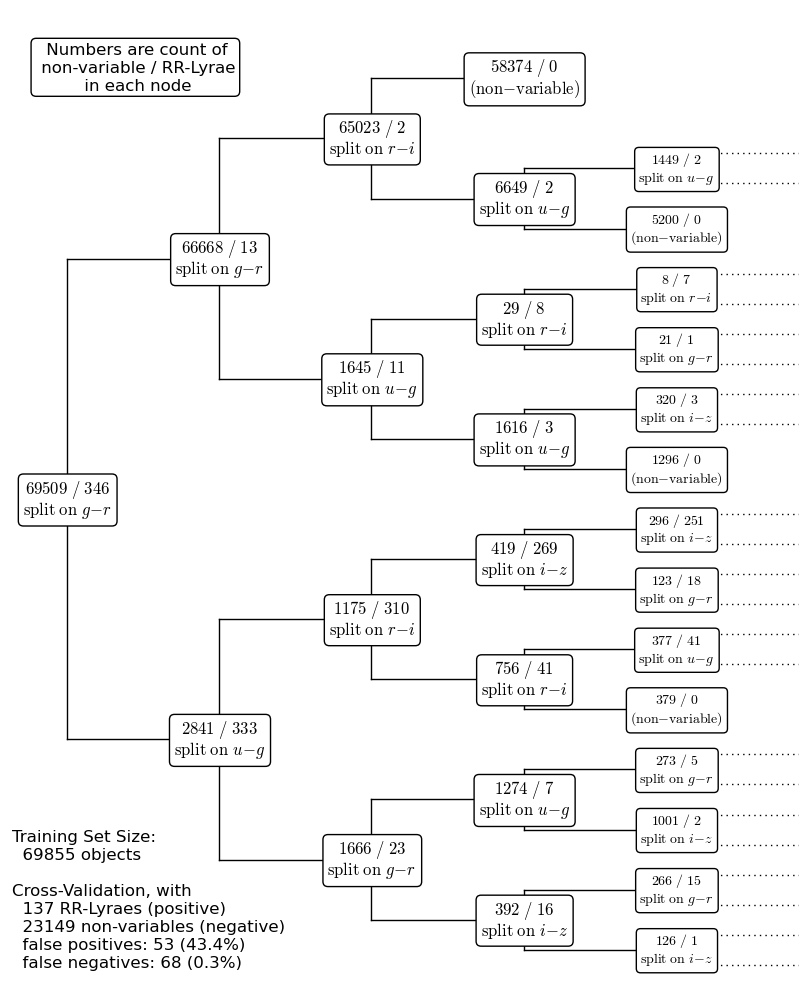 Numbers are count of
non-variable / RR-Lyrae
in each node
69509 / 346
split on g−r
66668 / 13
split on g−r
2841 / 333
split on u−g
65023 / 2
split on r−i
1645 / 11
split on u−g
1175 / 310
split on r−i
1666 / 23
split on g−r
58374 / 0
(non−variable)
6649 / 2
split on u−g
29 / 8
split on r−i
1616 / 3
split on u−g
419 / 269
split on i−z
756 / 41
split on r−i
1274 / 7
split on u−g
392 / 16
split on i−z
1449 / 2
split on u−g
5200 / 0
(non−variable)
8 / 7
split on r−i
21 / 1
split on g−r
320 / 3
split on i−z
1296 / 0
(non−variable)
296 / 251
split on i−z
123 / 18
split on g−r
377 / 41
split on u−g
379 / 0
(non−variable)
273 / 5
split on g−r
1001 / 2
split on i−z
266 / 15
split on g−r
126 / 1
split on i−z
Training Set Size:
69855 objects
Cross-Validation, with
137 RR-Lyraes (positive)
23149 non-variables (negative)
false positives: 53 (43.4%)
false negatives: 68 (0.3%)